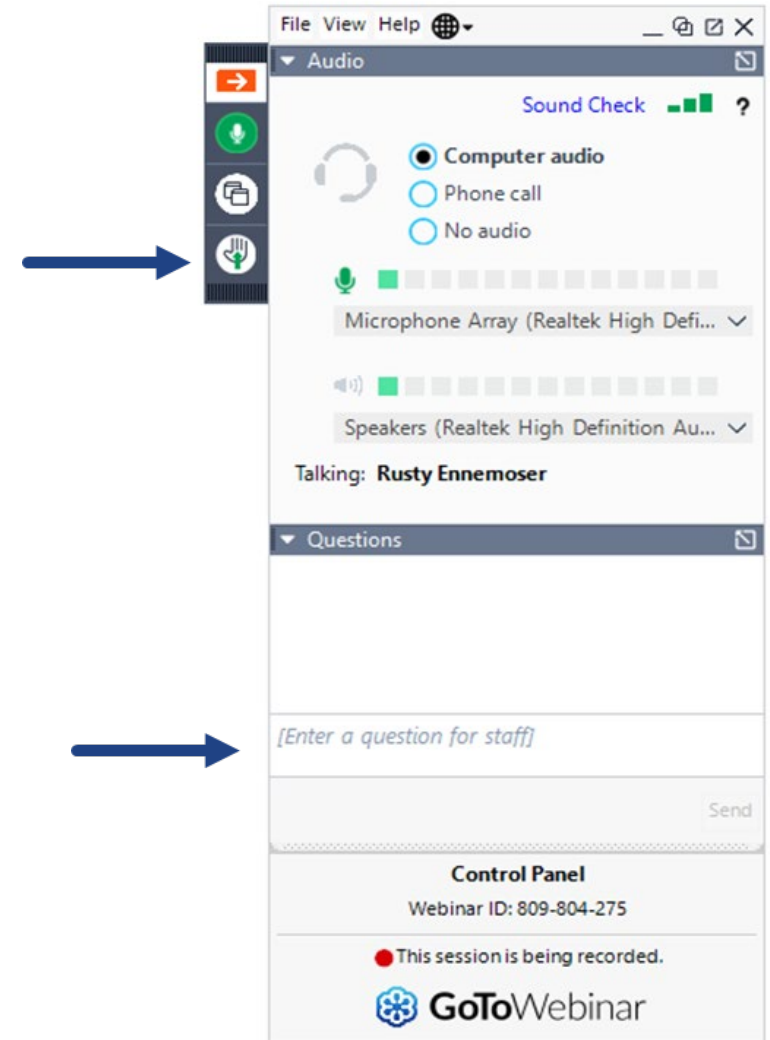 File View Help
Audio
Sound Check ?
Computer audio
Phone call
No audio
Microphone Array (Realtek High Defi...
Speakers (Realtek High Definition Au...
Talking: Rusty Ennemoser
Questions
[Enter a question for staff]
Send
Control Panel
Webinar ID: 809-804-275
This session is being recorded.
GoToWebinar